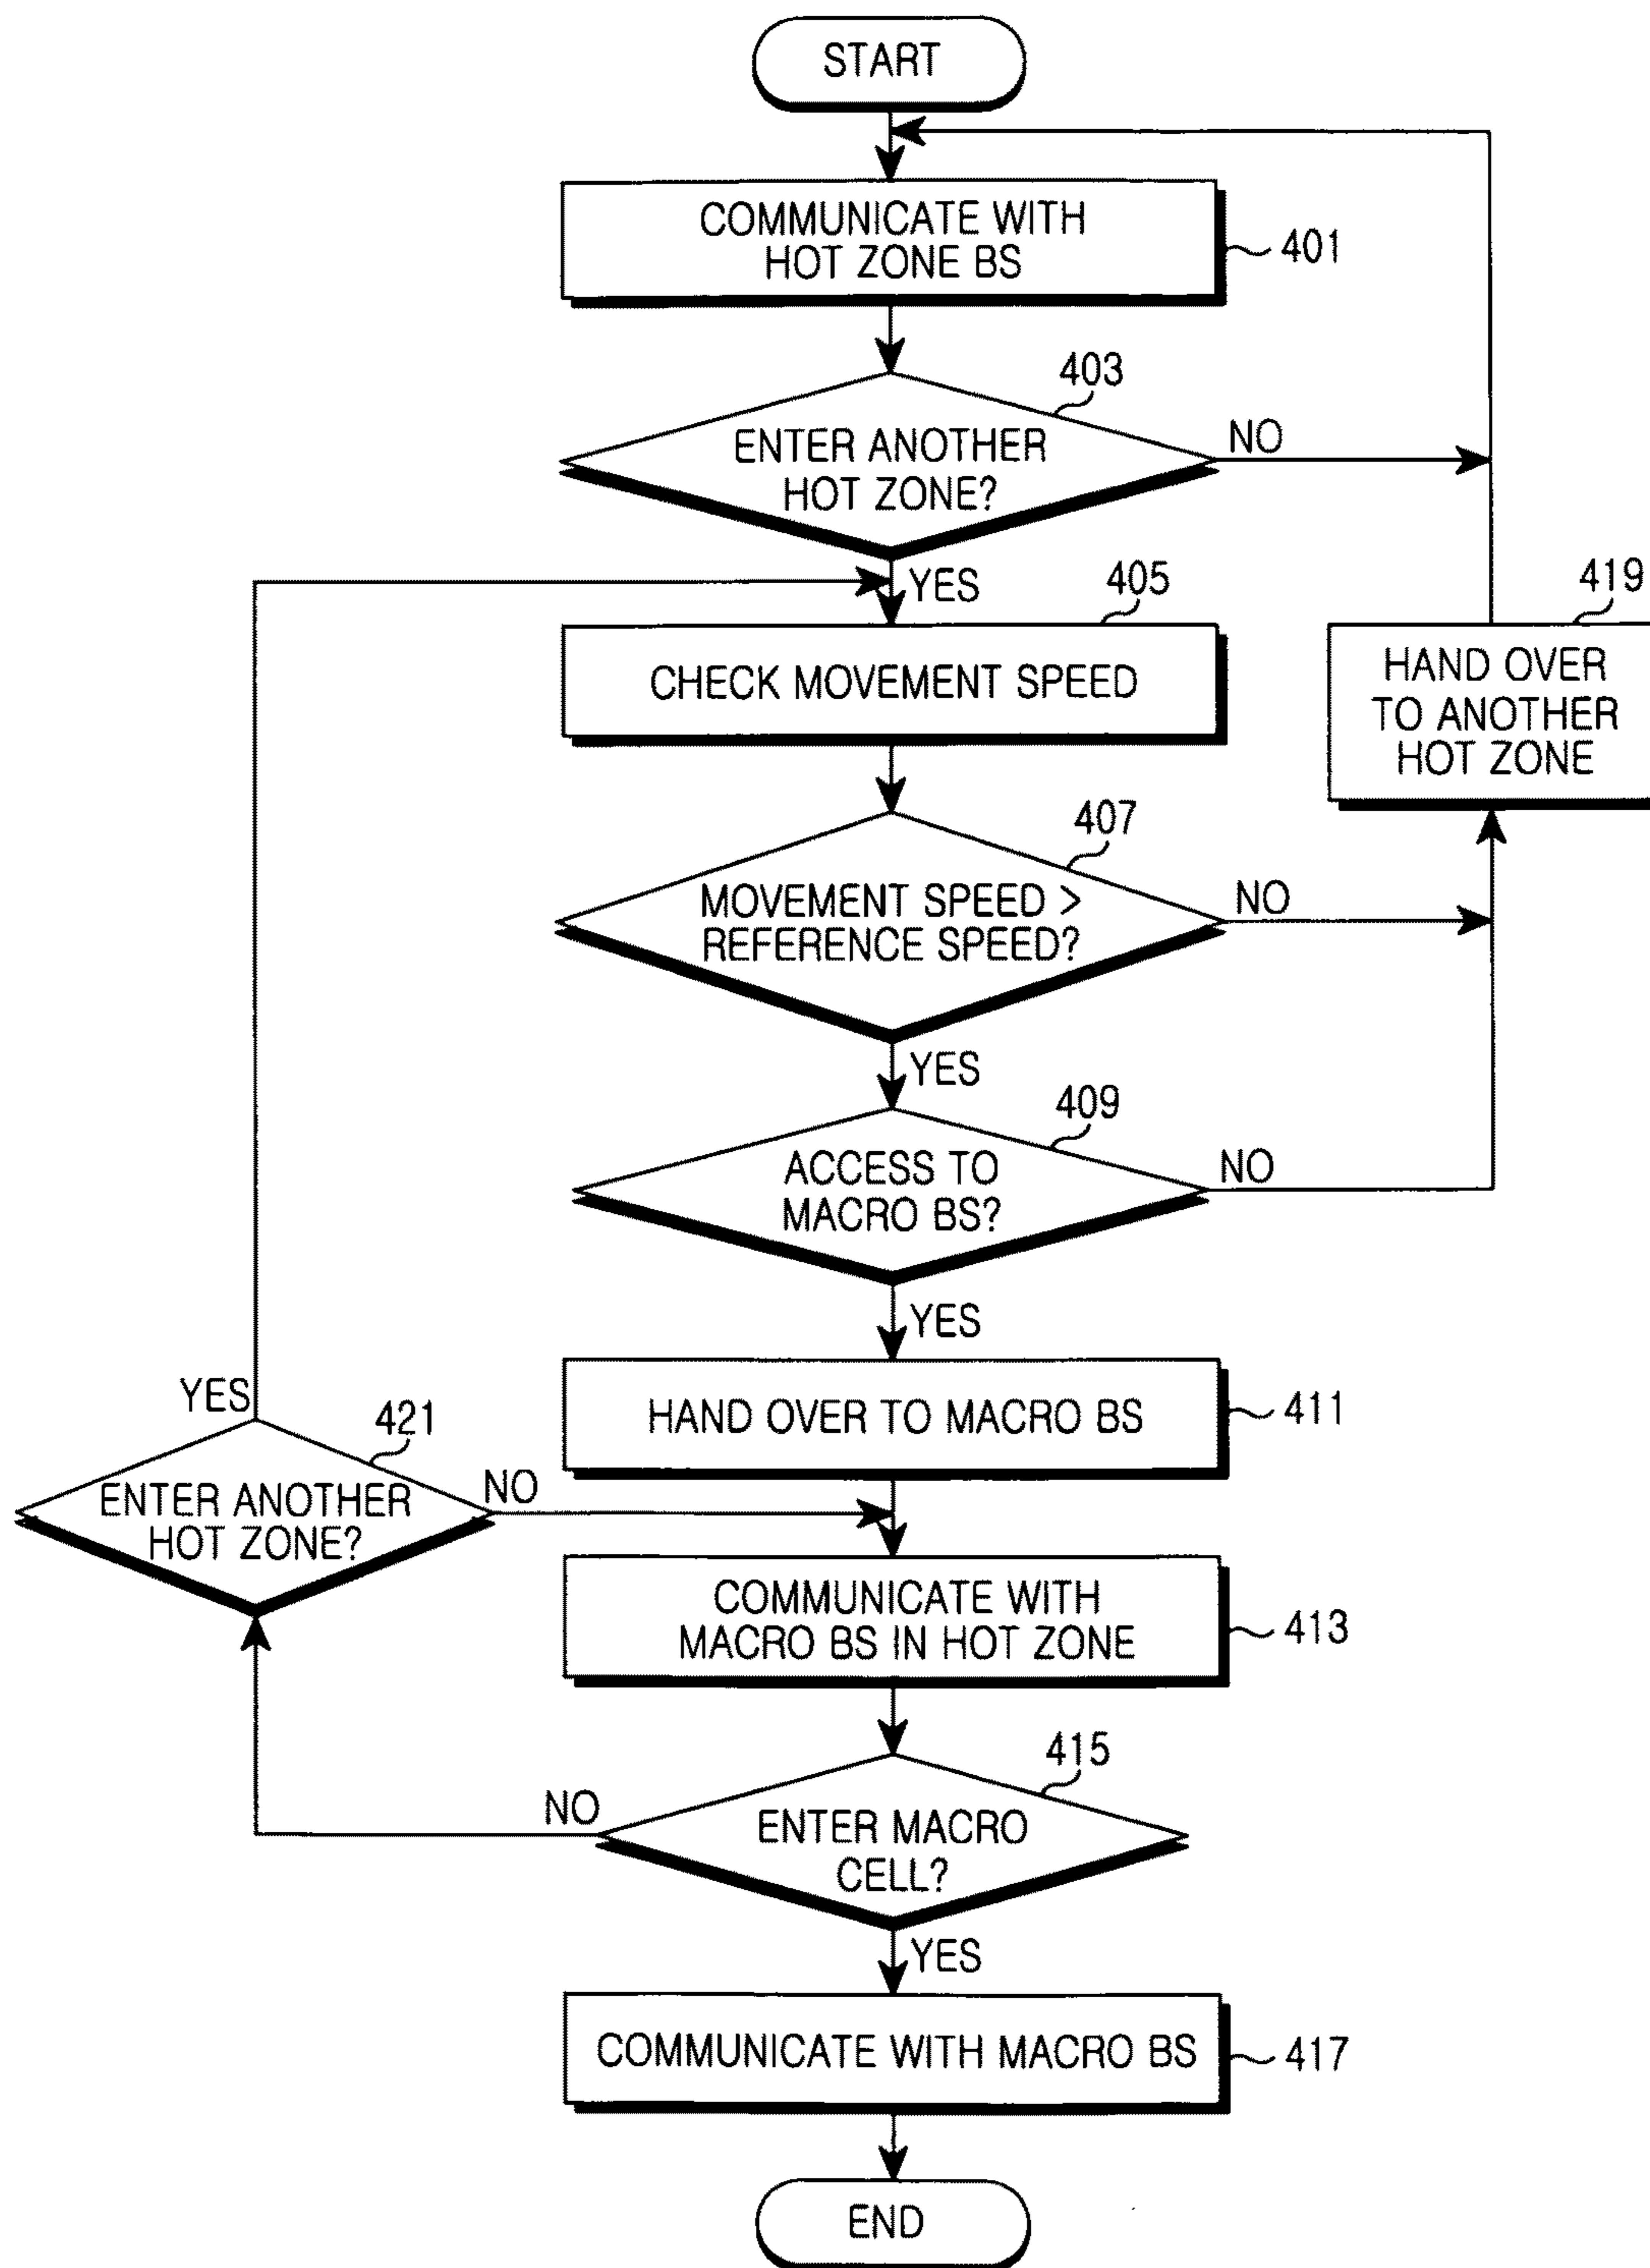 START
COMMUNICATE WITH
HOT ZONE BS
401
403
ENTER ANOTHER
HOT ZONE?
NO
YES
405
CHECK MOVEMENT SPEED
419
HAND OVER
TO ANOTHER
HOT ZONE
407
MOVEMENT SPEED >
REFERENCE SPEED?
NO
YES
409
ACCESS TO
MACRO BS?
NO
YES
HAND OVER TO MACRO BS
411
YES
421
ENTER ANOTHER
HOT ZONE?
NO
COMMUNICATE WITH
MACRO BS IN HOT ZONE
413
415
ENTER MACRO
CELL?
NO
YES
COMMUNICATE WITH MACRO BS
417
END